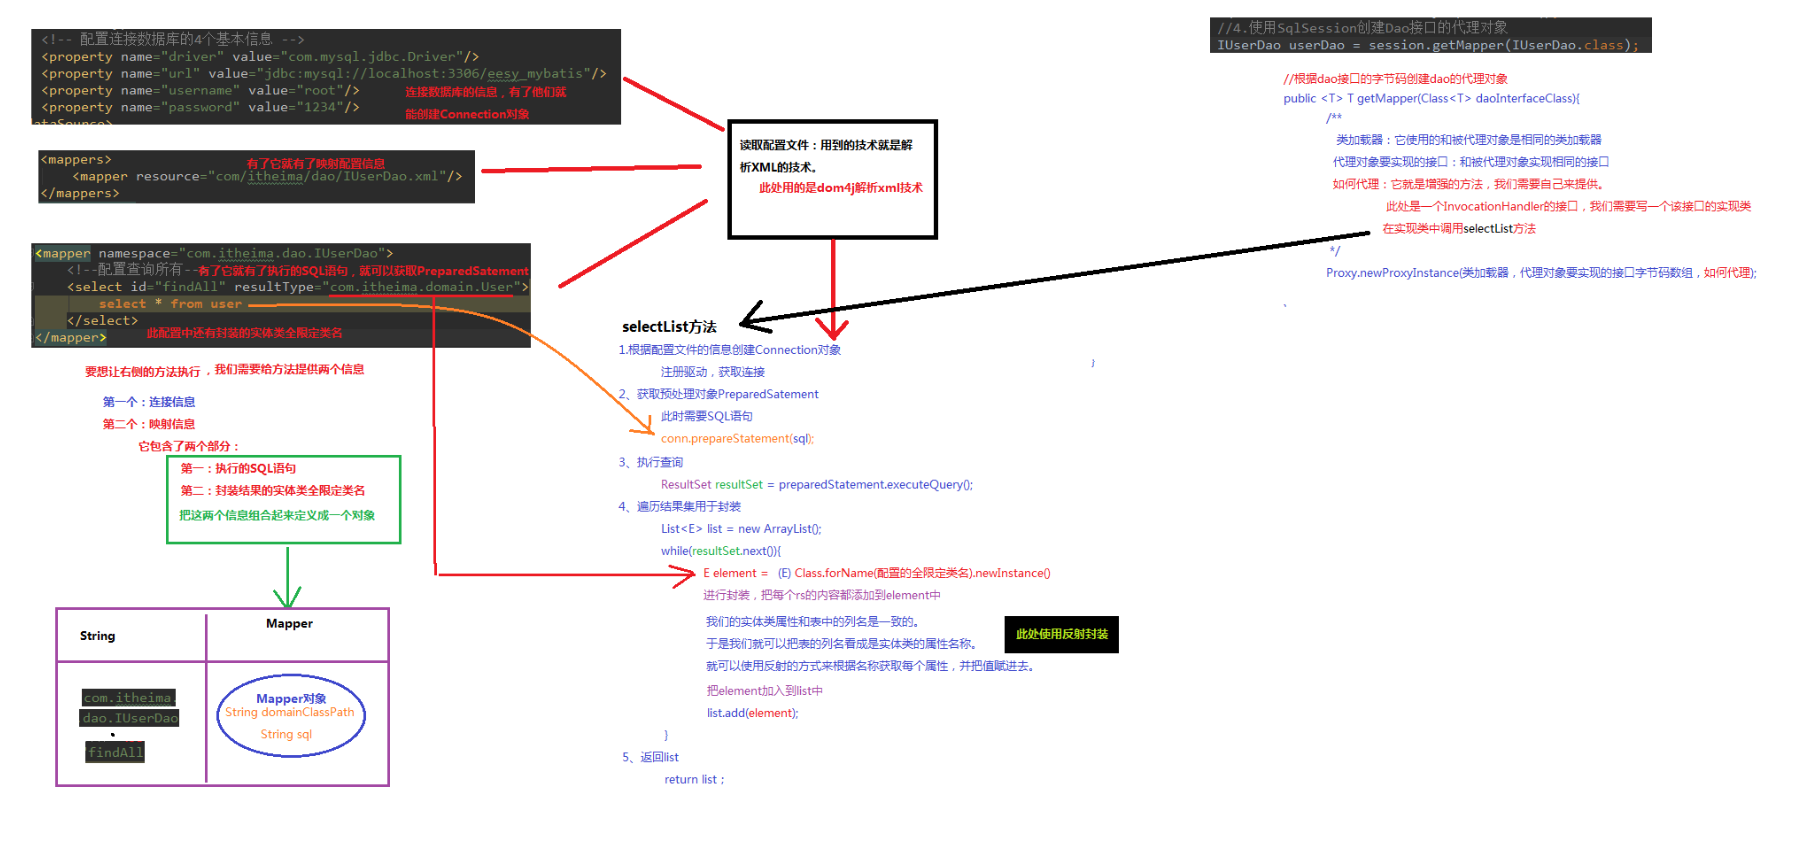 <!-- 配置连接数据库的4个基本信息 -->
<property name="driver" value="com.mysql.jdbc.Driver"/>
<property name="url" value="jdbc:mysql://localhost:3306/eesy_mybatis"/>
<property name="username" value="root"/>
<property name="password" value="1234"/>
连接数据库的信息，有了他们就
能创建Connection对象
ataSource>
<mappers>
有了它就有了映射配置信息
<mapper resource="com/itheima/dao/IUserDao.xml"/>
</mappers>
<mapper namespace="com.itheima.dao.IUserDao">
<!--配置查询所有--
有了它就有了执行的SQL语句，就可以获取PreparedSatement
<select id="findAll" resultType="com.itheima.domain.User">
select * from user
</select>
此配置中还有封装的实体类全限定类名
</mapper>
要想让右侧的方法执行，我们需要给方法提供两个信息
第一个：连接信息
第二个：映射信息
它包含了两个部分：
第一：执行的SQL语句
第二：封装结果的实体类全限定类名
把这两个信息组合起来定义成一个对象
String
Mapper
com.itheima.
dao.IUserDao
.
findAll
Mapper对象
String domainClassPath
String sql
读取配置文件：用到的技术就是解
析XML的技术。
此处用的是dom4j解析xml技术
selectList方法
1.根据配置文件的信息创建Connection对象
注册驱动，获取连接
2、获取预处理对象PreparedSatement
此时需要SQL语句
conn.prepareStatement(sql);
3、执行查询
ResultSet resultSet = preparedStatement.executeQuery();
4、遍历结果集用于封装
List<E> list = new ArrayList();
while(resultSet.next()){
E element = (E) Class.forName(配置的全限定类名).newInstance()
进行封装，把每个rs的内容都添加到element中
我们的实体类属性和表中的列名是一致的。
于是我们就可以把表的列名看成是实体类的属性名称。
就可以使用反射的方式来根据名称获取每个属性，并把值赋进去。
此处使用反射封装
把element加入到list中
list.add(element);
}
5、返回list
return list；
//4.使用SqlSession创建Dao接口的代理对象
IUserDao userDao = session.getMapper(IUserDao.class);
//根据dao接口的字节码创建dao的代理对象
public <T> T getMapper(Class<T> daoInterfaceClass){
/**
类加载器：它使用的和被代理对象是相同的类加载器
代理对象要实现的接口：和被代理对象实现相同的接口
如何代理：它就是增强的方法，我们需要自己来提供。
此处是一个InvocationHandler的接口，我们需要写一个该接口的实现类
在实现类中调用selectList方法
*/
Proxy.newProxyInstance(类加载器，代理对象要实现的接口字节码数组，如何代理);
、
}